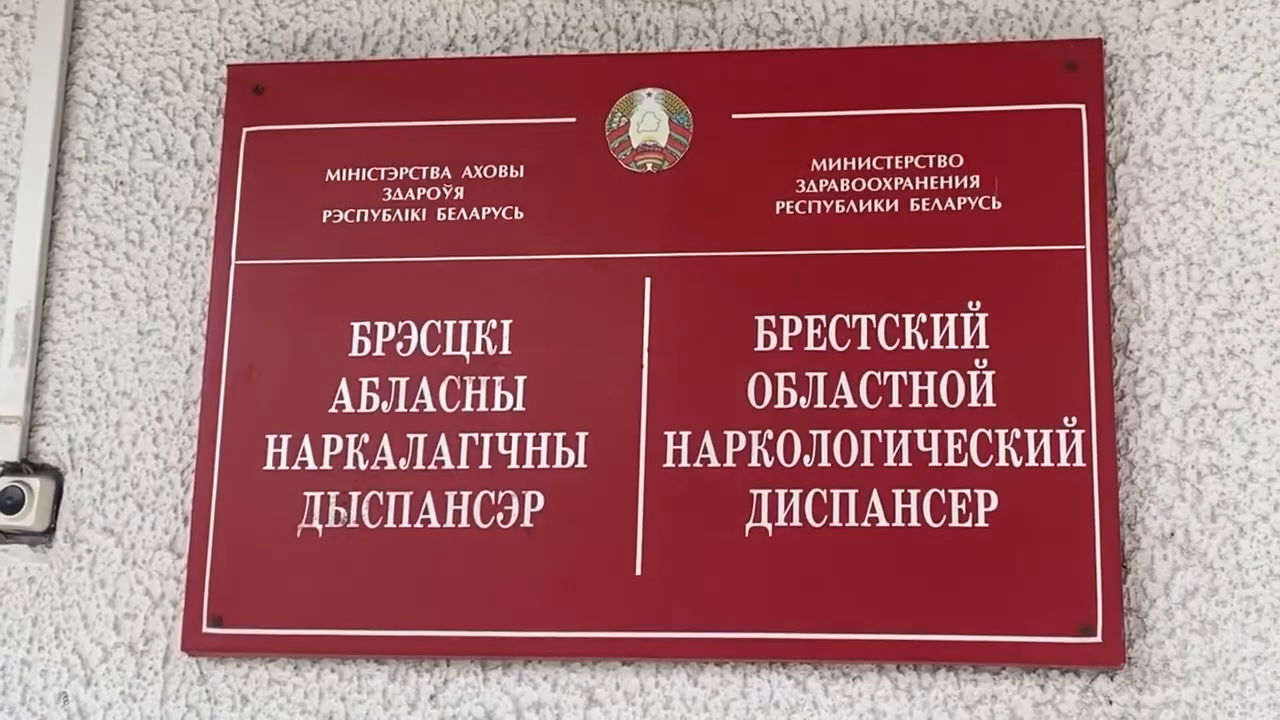 МІНІСТЭРСТВА АХОВЫ
ЗДАРОЎЯ
РЭСПУБЛІКІ БЕЛАРУСЬ
МИНИСТЕРСТВО
ЗДРАВООХРАНЕНИЯ
РЕСПУБЛИКИ БЕЛАРУСЬ
БРЭСЦКІ
АБЛАСНЫ
НАРКАЛАГІЧНЫ
ДЫСПАНСЭР
БРЕСТСКИЙ
ОБЛАСТНОЙ
НАРКОЛОГИЧЕСКИЙ
ДИСПАНСЕР